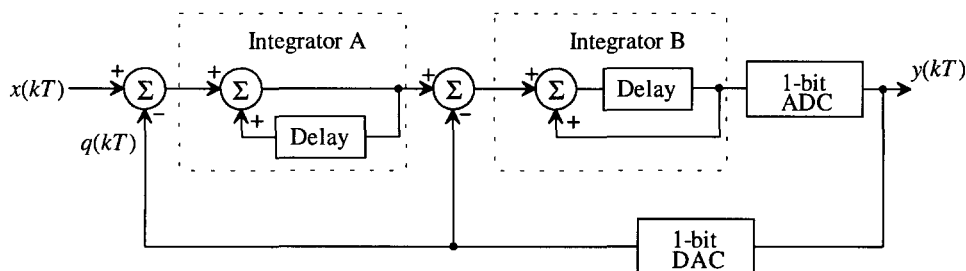 Integrator A
Integrator B
x(kT)
+
Σ
−
+
Σ
+
Delay
+
Σ
−
+
Σ
+
Delay
1-bit
ADC
y(kT)
q(kT)
1-bit
DAC